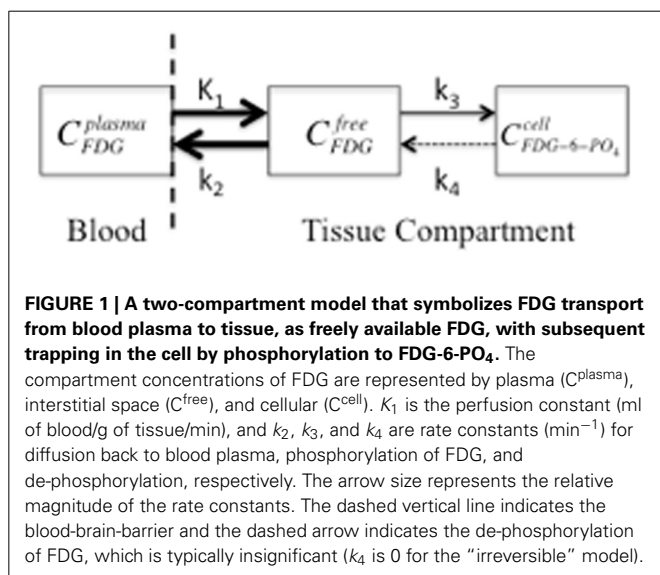 K₁
k₃
C^{plasma}_{FDG}
C^{free}_{FDG}
C^{cell}_{FDG-6-PO₄}
k₂
k₄
Blood
Tissue Compartment
FIGURE 1 | A two-compartment model that symbolizes FDG transport
from blood plasma to tissue, as freely available FDG, with subsequent
trapping in the cell by phosphorylation to FDG-6-PO₄. The
compartment concentrations of FDG are represented by plasma (C^{plasma}),
interstitial space (C^{free}), and cellular (C^{cell}). K₁ is the perfusion constant (ml
of blood/g of tissue/min), and k₂, k₃, and k₄ are rate constants (min⁻¹) for
diffusion back to blood plasma, phosphorylation of FDG, and
de-phosphorylation, respectively. The arrow size represents the relative
magnitude of the rate constants. The dashed vertical line indicates the
blood-brain-barrier and the dashed arrow indicates the de-phosphorylation
of FDG, which is typically insignificant (k₄ is 0 for the “irreversible” model).